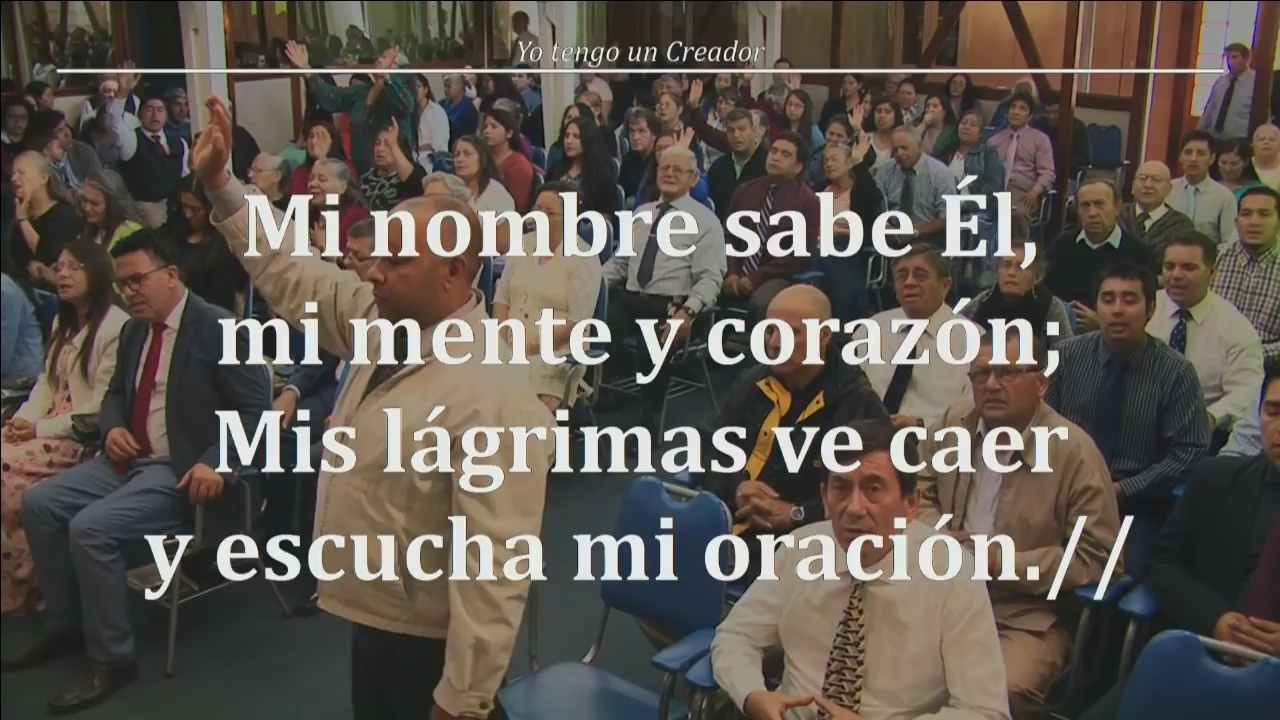 Yo tengo un Creador
Mi nombre sabe Él,
mi mente y corazón;
Mis lágrimas ve caer
y escucha mi oración.//